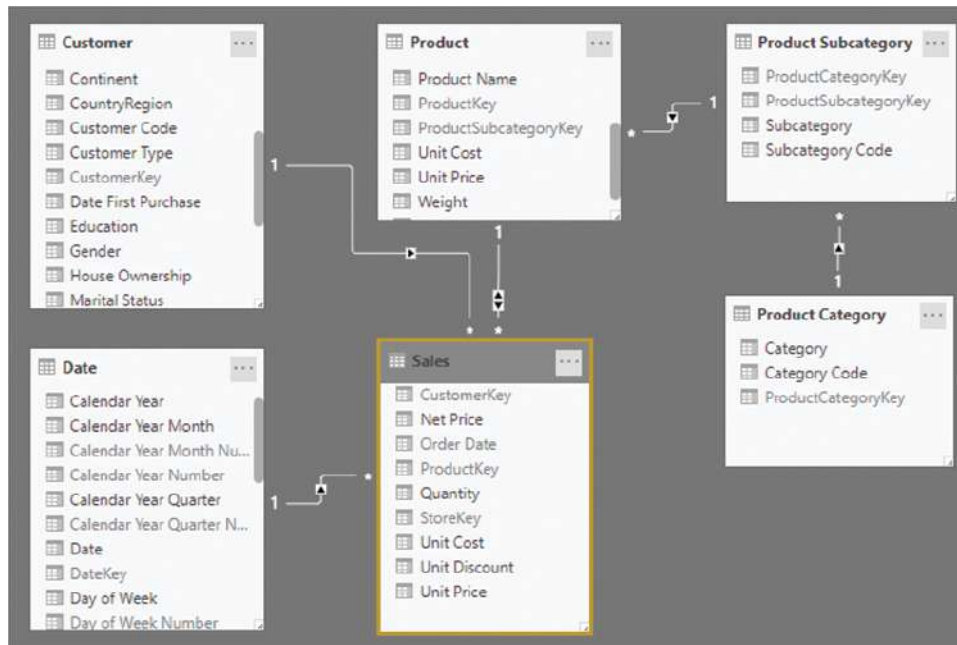 Customer
Continent
CountryRegion
Customer Code
Customer Type
CustomerKey
Date First Purchase
Education
Gender
House Ownership
Marital Status
Product
Product Name
ProductKey
ProductSubcategoryKey
Unit Cost
Unit Price
Weight
Product Subcategory
ProductCategoryKey
ProductSubcategoryKey
Subcategory
Subcategory Code
1
*
1
1
*
1
*
*
Product Category
Category
Category Code
ProductCategoryKey
Date
Calendar Year
Calendar Year Month
Calendar Year Month Nu...
Calendar Year Number
Calendar Year Quarter
Calendar Year Quarter N...
Date
DateKey
Day of Week
Day of Week Number
1
*
Sales
CustomerKey
Net Price
Order Date
ProductKey
Quantity
StoreKey
Unit Cost
Unit Discount
Unit Price